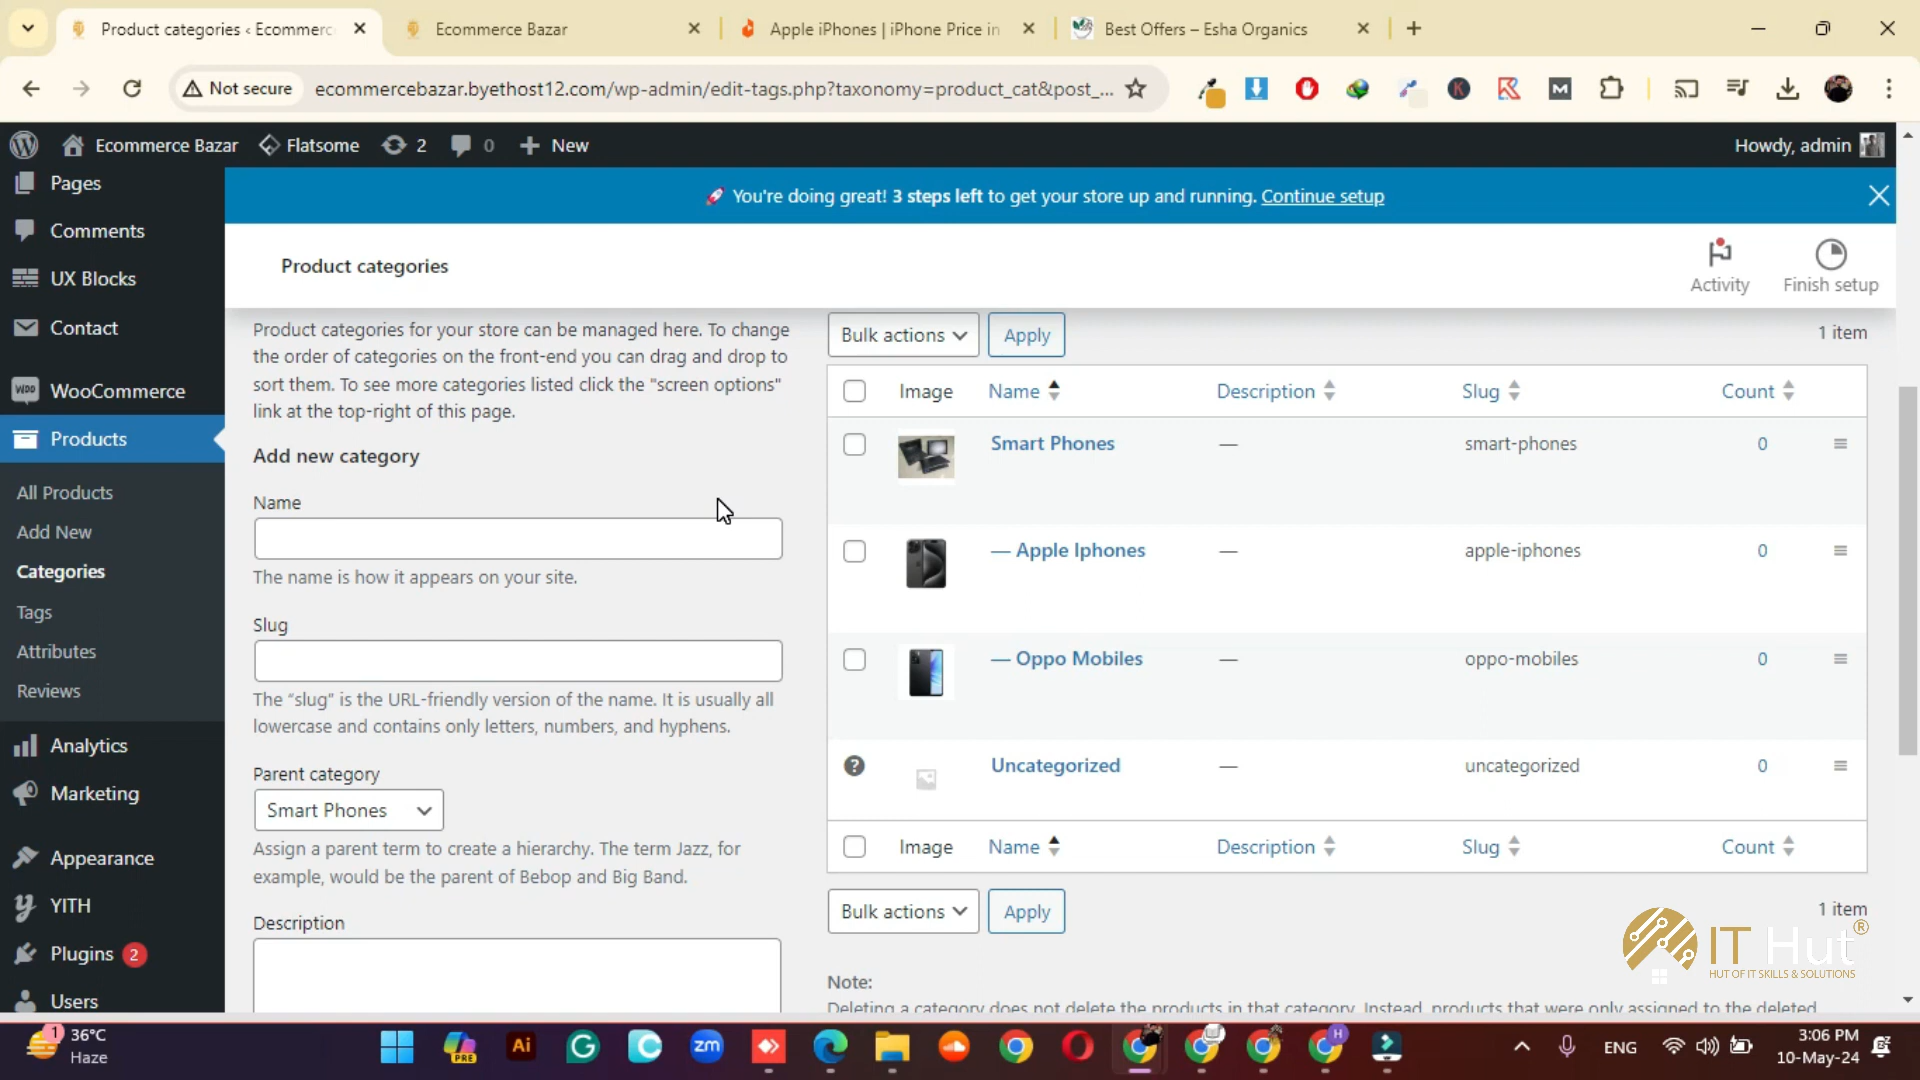 Product categories ‹ Ecommerc
Ecommerce Bazar
Apple iPhones | iPhone Price in
Best Offers – Esha Organics
Not secure
ecommercebazar.byethost12.com/wp-admin/edit-tags.php?taxonomy=product_cat&post_...
Ecommerce Bazar
Flatsome
2
0
New
Howdy, admin
Pages
Comments
UX Blocks
Contact
WooCommerce
Products
All Products
Add New
Categories
Tags
Attributes
Reviews
Analytics
Marketing
Appearance
YITH
Plugins 2
Users
You're doing great! 3 steps left to get your store up and running. Continue setup
Product categories
Activity
Finish setup
Product categories for your store can be managed here. To change
the order of categories on the front-end you can drag and drop to
sort them. To see more categories listed click the "screen options"
link at the top-right of this page.
Add new category
Name
The name is how it appears on your site.
Slug
The “slug” is the URL-friendly version of the name. It is usually all
lowercase and contains only letters, numbers, and hyphens.
Parent category
Smart Phones
Assign a parent term to create a hierarchy. The term Jazz, for
example, would be the parent of Bebop and Big Band.
Description
Bulk actions Apply 1 item
Image Name Description Slug Count
Smart Phones — smart-phones 0
— Apple Iphones — apple-iphones 0
— Oppo Mobiles — oppo-mobiles 0
Uncategorized — uncategorized 0
Image Name Description Slug Count
Bulk actions Apply 1 item
Note:
Deleting a category does not delete the products in that category. Instead, products that were only assigned to the deleted
IT Hut®
HUT OF IT SKILLS & SOLUTIONS
1
36°C
Haze
PRE
Ai
zm
H
ENG
3:06 PM
10-May-24